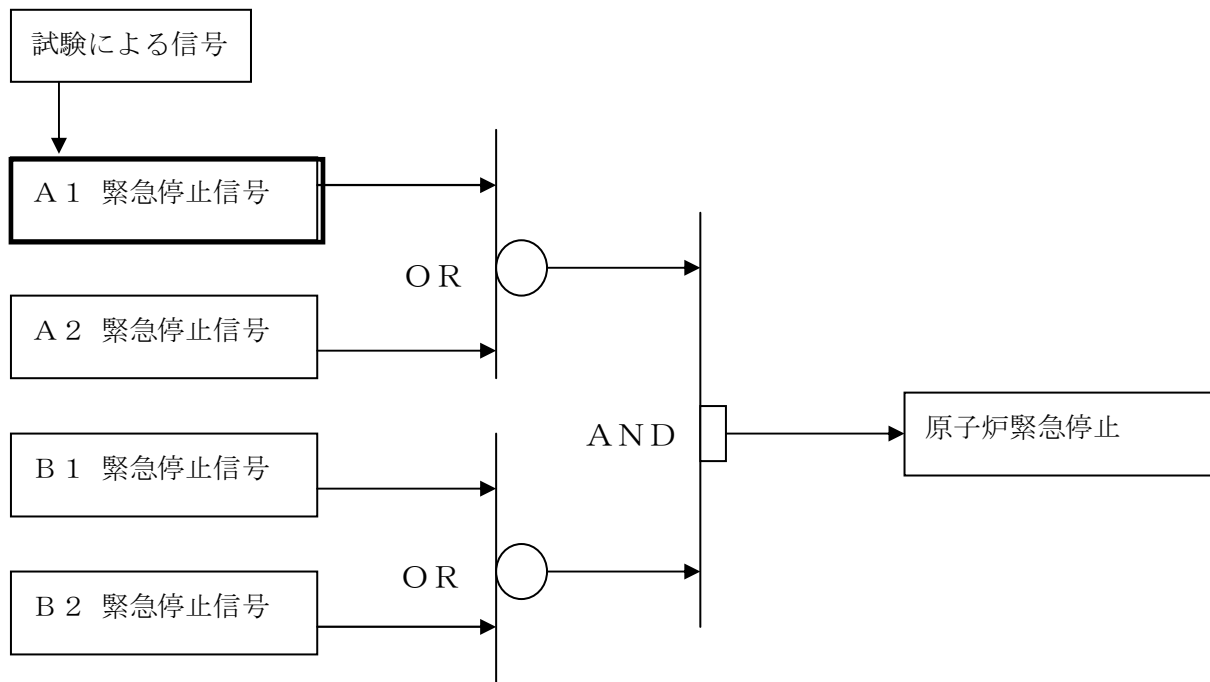 試験による信号
Ａ１ 緊急停止信号
ＯＲ
Ａ２ 緊急停止信号
ＡＮＤ
原子炉緊急停止
Ｂ１ 緊急停止信号
ＯＲ
Ｂ２ 緊急停止信号